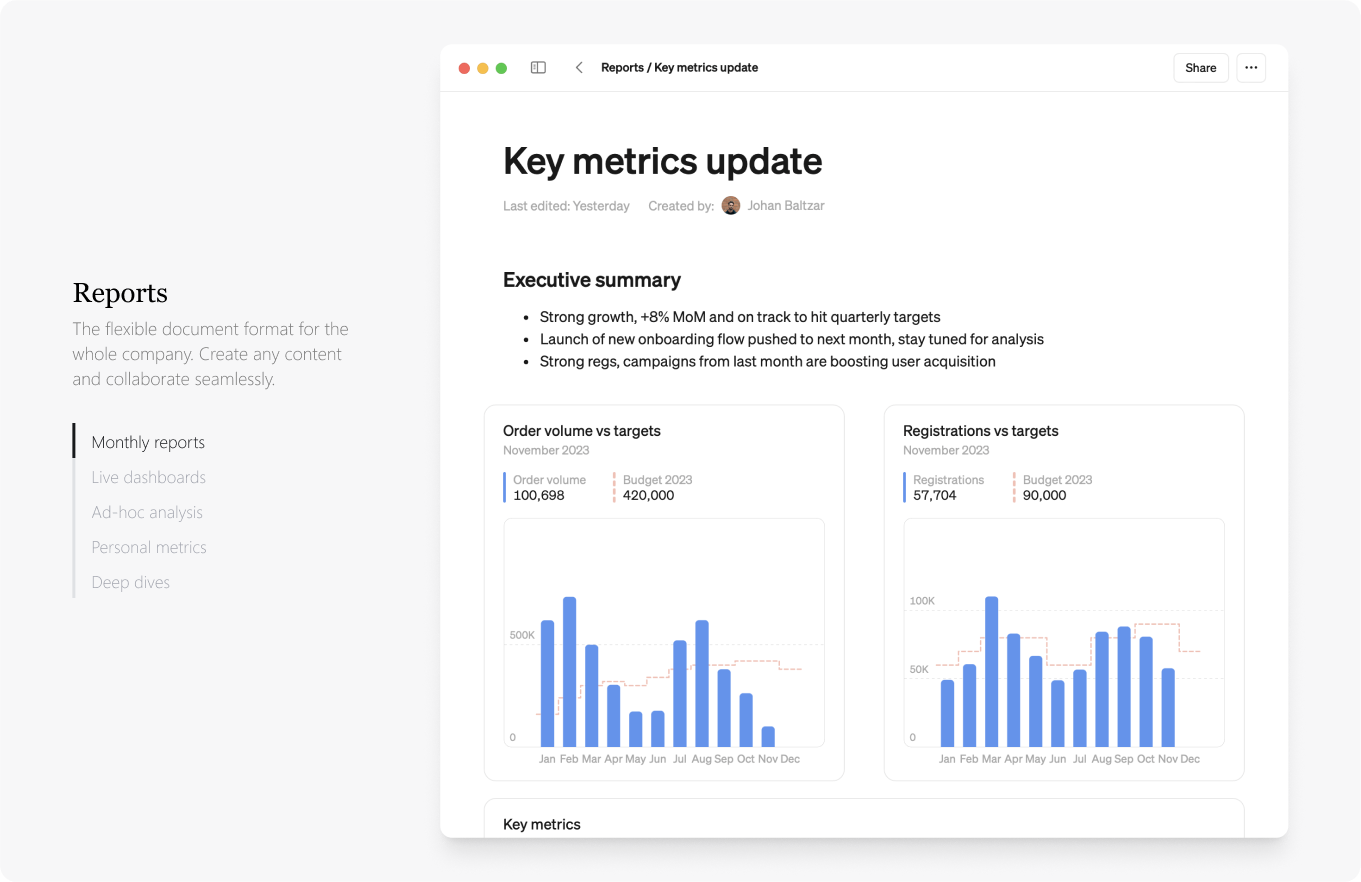 Reports
The flexible document format for the
whole company. Create any content
and collaborate seamlessly.
Monthly reports
Live dashboards
Ad-hoc analysis
Personal metrics
Deep dives
Reports / Key metrics update
Share
Key metrics update
Last edited: Yesterday Created by: Johan Baltzar
Executive summary
• Strong growth, +8% MoM and on track to hit quarterly targets
• Launch of new onboarding flow pushed to next month, stay tuned for analysis
• Strong regs, campaigns from last month are boosting user acquisition
Order volume vs targets
November 2023
Order volume Budget 2023
100,698 420,000
500K
0
Jan Feb Mar Apr May Jun Jul Aug Sep Oct Nov Dec
Registrations vs targets
November 2023
Registrations Budget 2023
57,704 90,000
100K
50K
0
Jan Feb Mar Apr May Jun Jul Aug Sep Oct Nov Dec
Key metrics